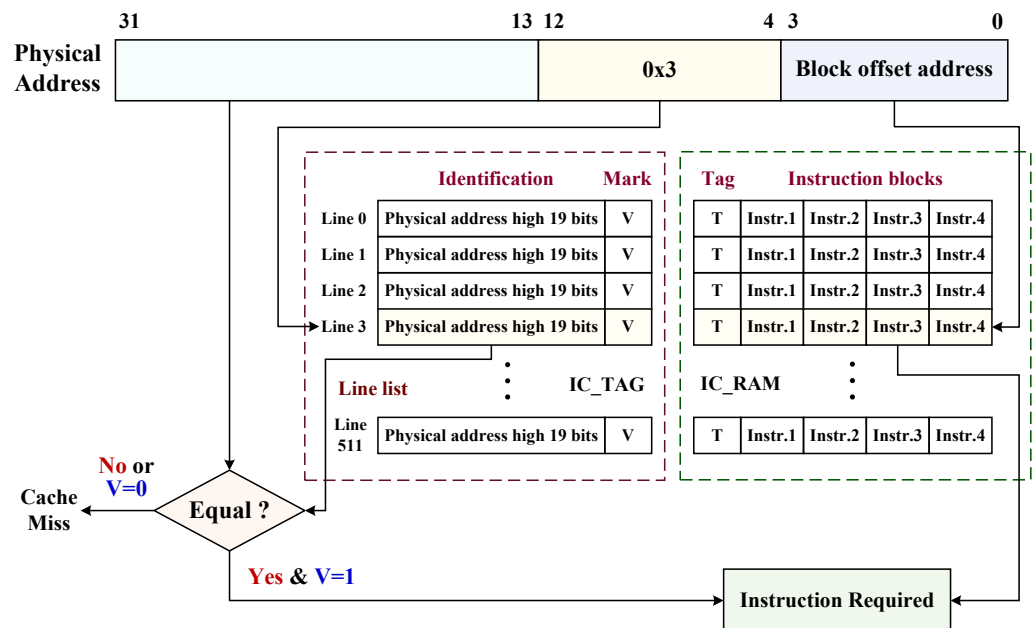 31 13 12 4 3 0
Physical Address
0x3
Block offset address
Identification Mark
Tag Instruction blocks
Line 0 Physical address high 19 bits V
T Instr.1 Instr.2 Instr.3 Instr.4
Line 1 Physical address high 19 bits V
T Instr.1 Instr.2 Instr.3 Instr.4
Line 2 Physical address high 19 bits V
T Instr.1 Instr.2 Instr.3 Instr.4
Line 3 Physical address high 19 bits V
T Instr.1 Instr.2 Instr.3 Instr.4
Line list
IC_TAG
IC_RAM
Line 511 Physical address high 19 bits V
T Instr.1 Instr.2 Instr.3 Instr.4
No or
V=0
Cache
Miss
Equal ?
Yes & V=1
Instruction Required